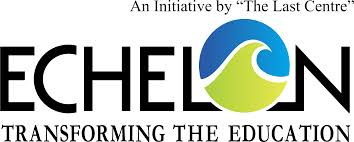 An Initiative by “The Last Centre”
ECHELON
TRANSFORMING THE EDUCATION